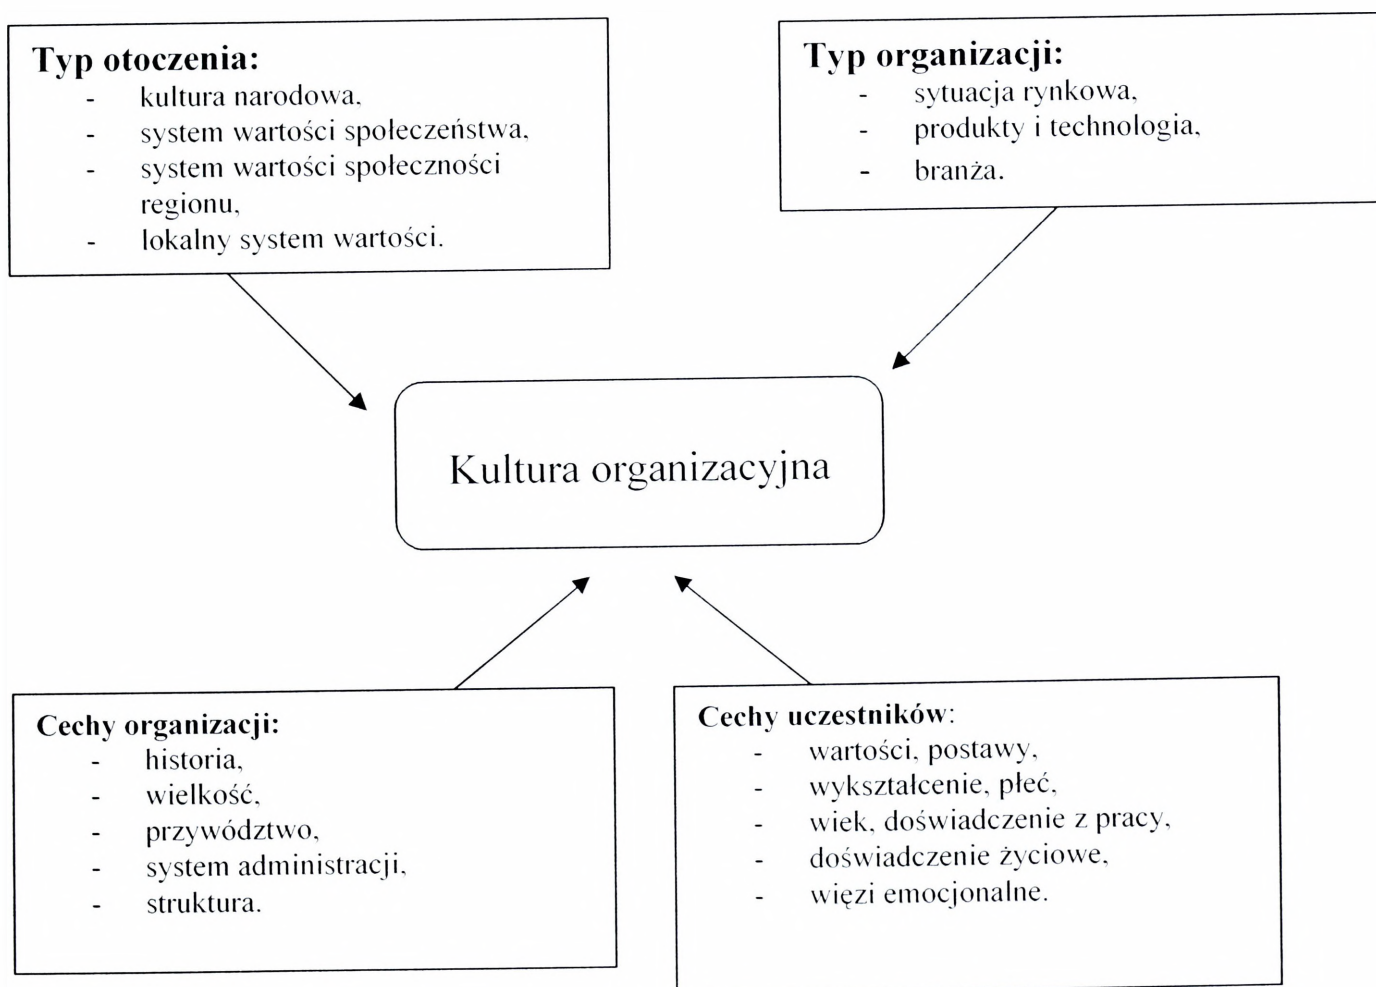 Typ otoczenia:
- kultura narodowa,
- system wartości społeczeństwa,
- system wartości społeczności
regionu,
- lokalny system wartości.
Typ organizacji:
- sytuacja rynkowa,
- produkty i technologia,
- branża.
Kultura organizacyjna
Cechy organizacji:
- historia,
- wielkość,
- przywództwo,
- system administracji,
- struktura.
Cechy uczestników:
- wartości, postawy,
- wykształcenie, płeć,
- wiek, doświadczenie z pracy,
- doświadczenie życiowe,
- więzi emocjonalne.